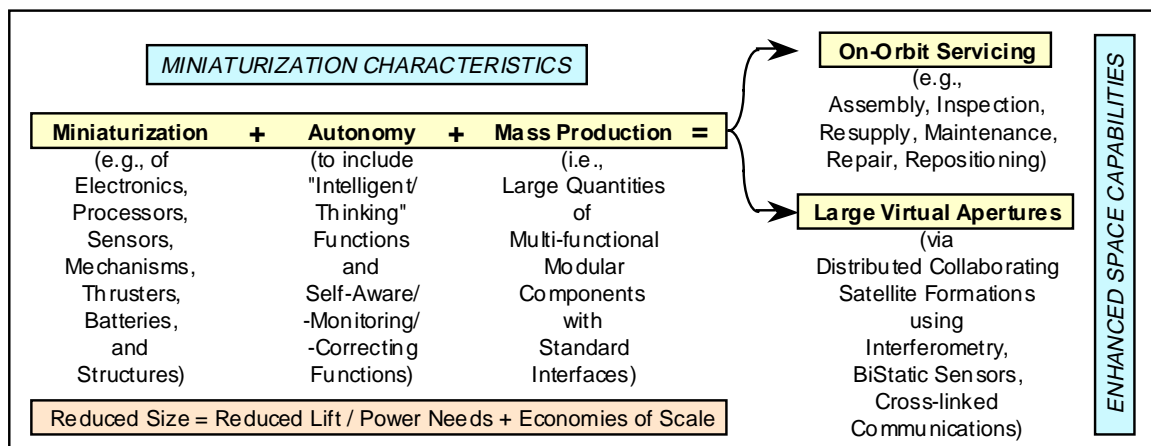 MINIATURIZATION CHARACTERISTICS
Miniaturization + Autonomy + Mass Production =
(e.g., of
Electronics,
Processors,
Sensors,
Mechanisms,
Thrusters,
Batteries,
and
Structures)
(to include
"Intelligent/
Thinking"
Functions
and
Self-Aware/
-Monitoring/
-Correcting
Functions)
(i.e.,
Large Quantities
of
Multi-functional
Modular
Components
with
Standard
Interfaces)
Reduced Size = Reduced Lift / Power Needs + Economies of Scale
On-Orbit Servicing
(e.g.,
Assembly, Inspection,
Resupply, Maintenance,
Repair, Repositioning)
Large Virtual Apertures
(via
Distributed Collaborating
Satellite Formations
using
Interferometry,
BiStatic Sensors,
Cross-linked
Communications)
ENHANCED SPACE CAPABILITIES